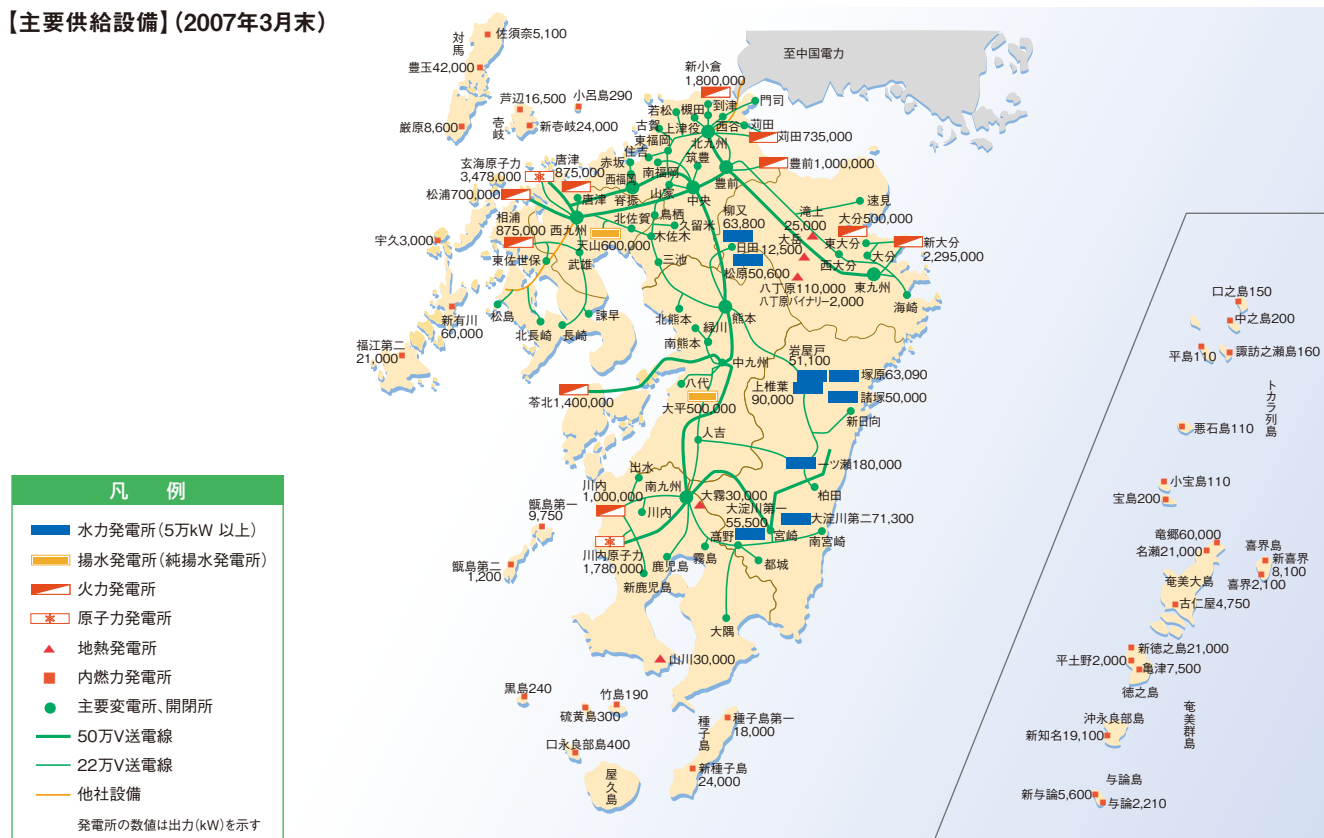 【主要供給設備】(2007年3月末)
対馬
佐須奈5,100
豊玉42,000
厳原8,600
芦辺16,500
壱岐
新壱岐24,000
小呂島290
至中国電力
新小倉
1,800,000
若松
槻田
到津
門司
古賀
上津役
西谷
苅田
北九州
苅田735,000
東福岡
住吉
筑豊
豊前1,000,000
豊前
赤坂
西福岡
南福岡
脊振
山家
中央
玄海原子力
3,478,000
唐津
875,000
唐津
松浦700,000
相浦
875,000
西九州
北佐賀
鳥栖
久留米
天山600,000
木佐木
宇久3,000
東佐世保
武雄
三池
柳又
63,800
日田
松原50,600
滝上
25,000
大岳
12,500
八丁原110,000
八丁原バイナリー2,000
速見
大分500,000
東大分
大分
新大分
2,295,000
西大分
東九州
海崎
新有川
60,000
福江第二
21,000
松島
北長崎
長崎
諫早
北熊本
熊本
緑川
南熊本
中九州
八代
苓北1,400,000
大平500,000
岩屋戸
51,100
塚原63,090
上椎葉
90,000
諸塚50,000
新日向
人吉
一ツ瀬180,000
柏田
出水
南九州
川内
1,000,000
川内
大霧30,000
大淀川第一
55,500
大淀川第二71,300
宮崎
南宮崎
高野
都城
霧島
鹿児島
川内原子力
1,780,000
新鹿児島
大隅
山川30,000
甑島第一
9,750
甑島第二
1,200
黒島240
竹島190
硫黄島300
口永良部島400
屋久島
種子島
種子島第一
18,000
新種子島
24,000
口之島150
中之島200
平島110
諏訪之瀬島160
トカラ列島
悪石島110
小宝島110
宝島200
竜郷60,000
名瀬21,000
喜界島
新喜界
8,100
喜界2,100
奄美大島
古仁屋4,750
新徳之島21,000
平土野2,000
亀津7,500
徳之島
奄美群島
沖永良部島
新知名19,100
与論島
新与論5,600
与論2,210
凡 例
水力発電所(5万kW 以上)
揚水発電所(純揚水発電所)
火力発電所
原子力発電所
地熱発電所
内燃力発電所
主要変電所、開閉所
50万V送電線
22万V送電線
他社設備
発電所の数値は出力(kW)を示す